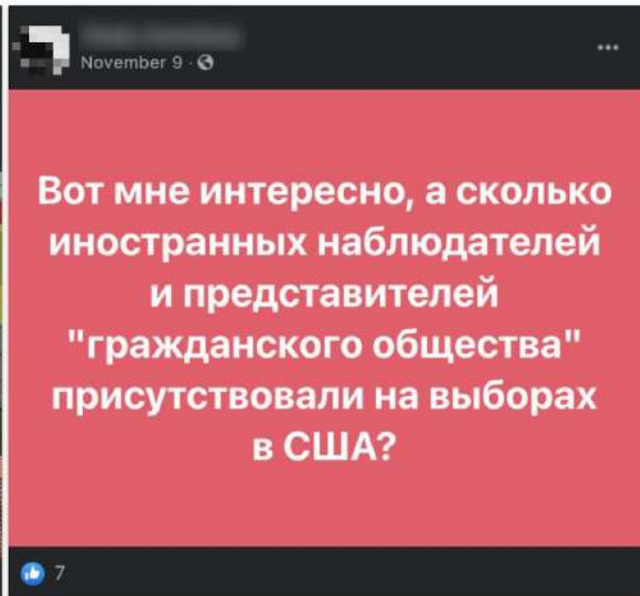 November 9
Вот мне интересно, а сколько
иностранных наблюдателей
и представителей
"гражданского общества"
присутствовали на выборах
в США?
7